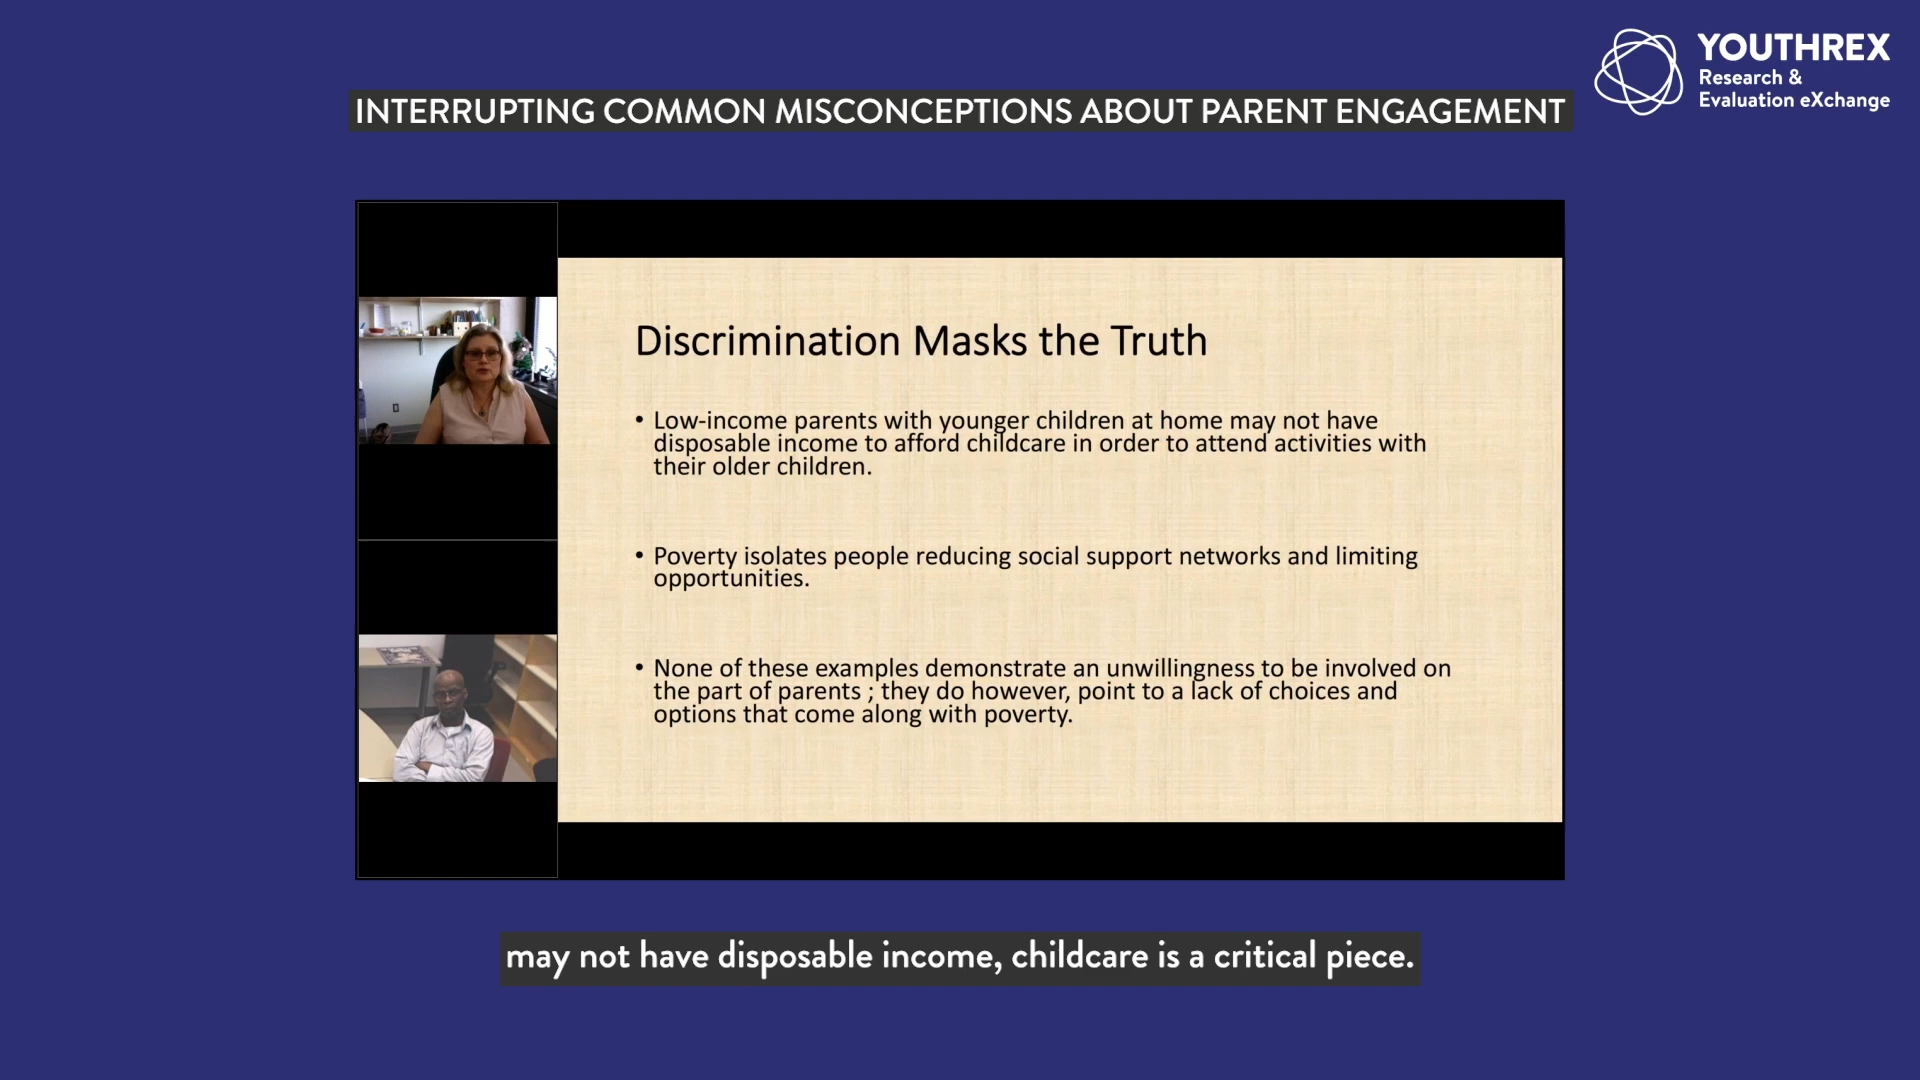 YOUTHREX
Research &
Evaluation eXchange
INTERRUPTING COMMON MISCONCEPTIONS ABOUT PARENT ENGAGEMENT
Discrimination Masks the Truth
• Low-income parents with younger children at home may not have
disposable income to afford childcare in order to attend activities with
their older children.
• Poverty isolates people reducing social support networks and limiting
opportunities.
• None of these examples demonstrate an unwillingness to be involved on
the part of parents ; they do however, point to a lack of choices and
options that come along with poverty.
may not have disposable income, childcare is a critical piece.